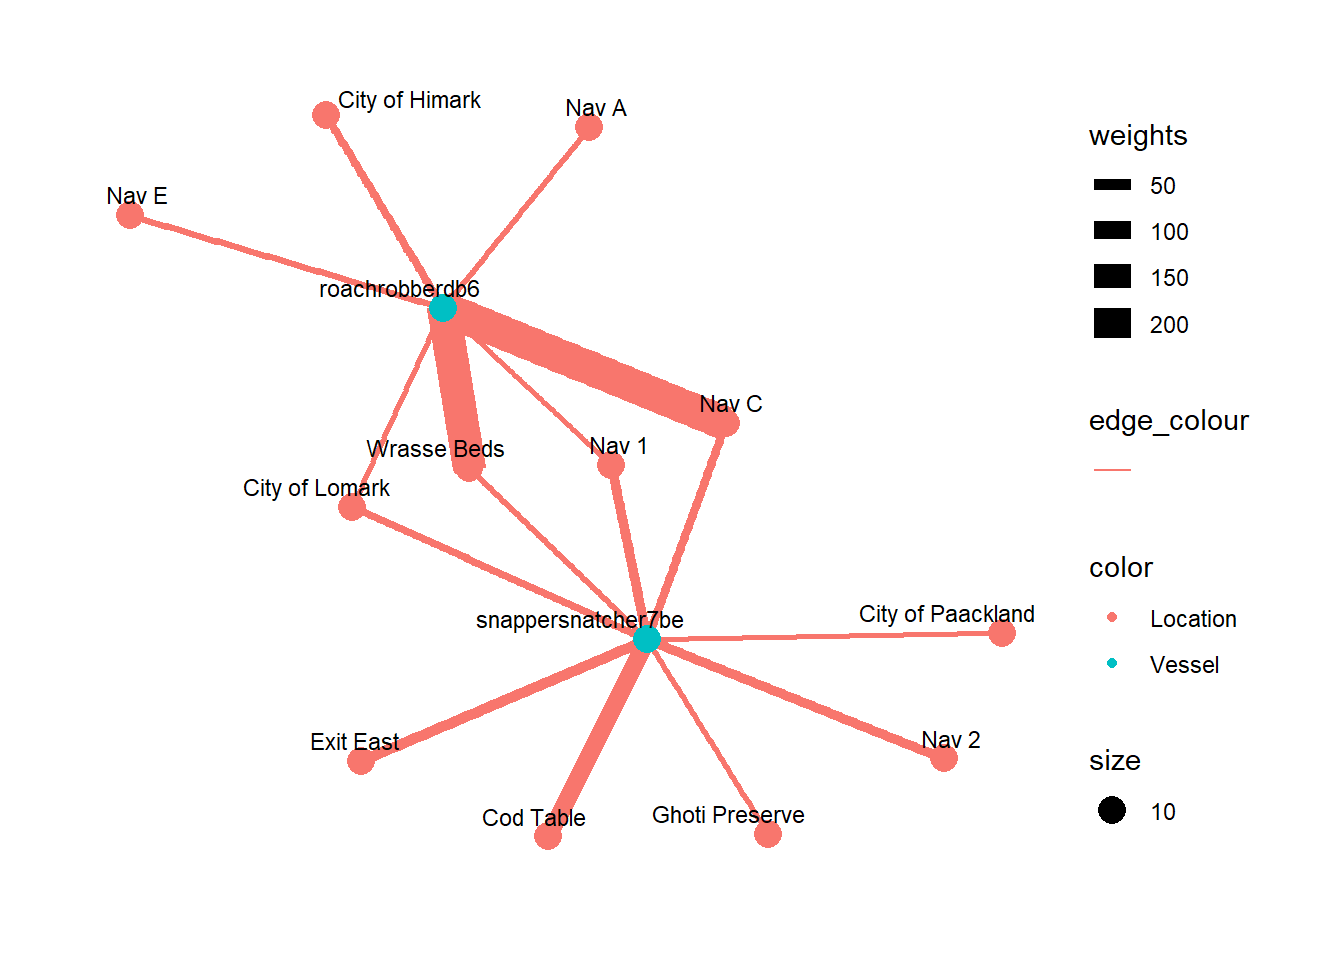 City of Himark
Nav A
Nav E
roachrobberdb6
Nav C
Wrasse Beds
Nav 1
City of Lomark
snappersnatcher7be
City of Paackland
Exit East
Nav 2
Cod Table
Ghoti Preserve
weights
50
100
150
200
edge_colour
color
Location
Vessel
size
10